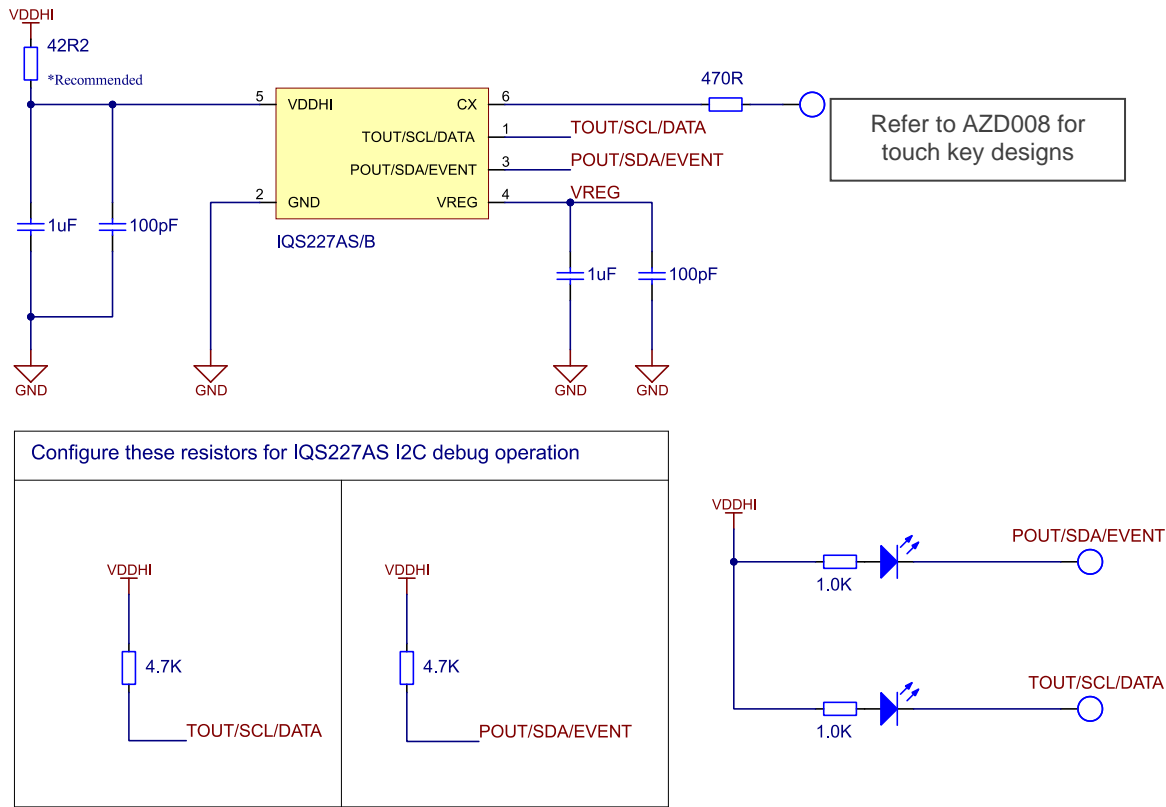 VDDHI
42R2
*Recommended
5
VDDHI
CX
6
470R
TOUT/SCL/DATA
1
TOUT/SCL/DATA
POUT/SDA/EVENT
3
POUT/SDA/EVENT
2
GND
VREG
4
VREG
IQS227AS/B
1uF
100pF
1uF
100pF
GND
GND
GND
GND
Refer to AZD008 for
touch key designs
Configure these resistors for IQS227AS I2C debug operation
VDDHI
4.7K
TOUT/SCL/DATA
VDDHI
4.7K
POUT/SDA/EVENT
VDDHI
1.0K
POUT/SDA/EVENT
1.0K
TOUT/SCL/DATA